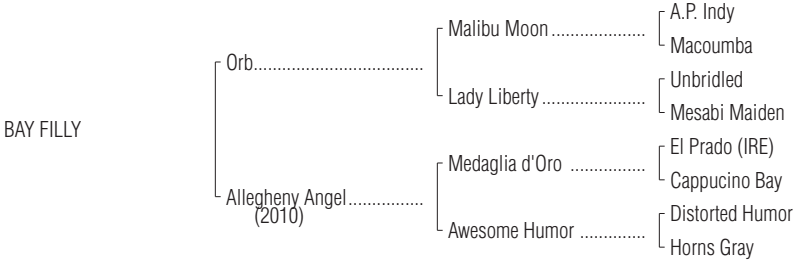 A.P. Indy
Malibu Moon ....................
Macoumba
Orb..................................
Unbridled
Lady Liberty ......................
Mesabi Maiden
BAY FILLY
El Prado (IRE)
Medaglia d'Oro ................
Cappucino Bay
Allegheny Angel................
(2010)
Distorted Humor
Awesome Humor ..............
Horns Gray